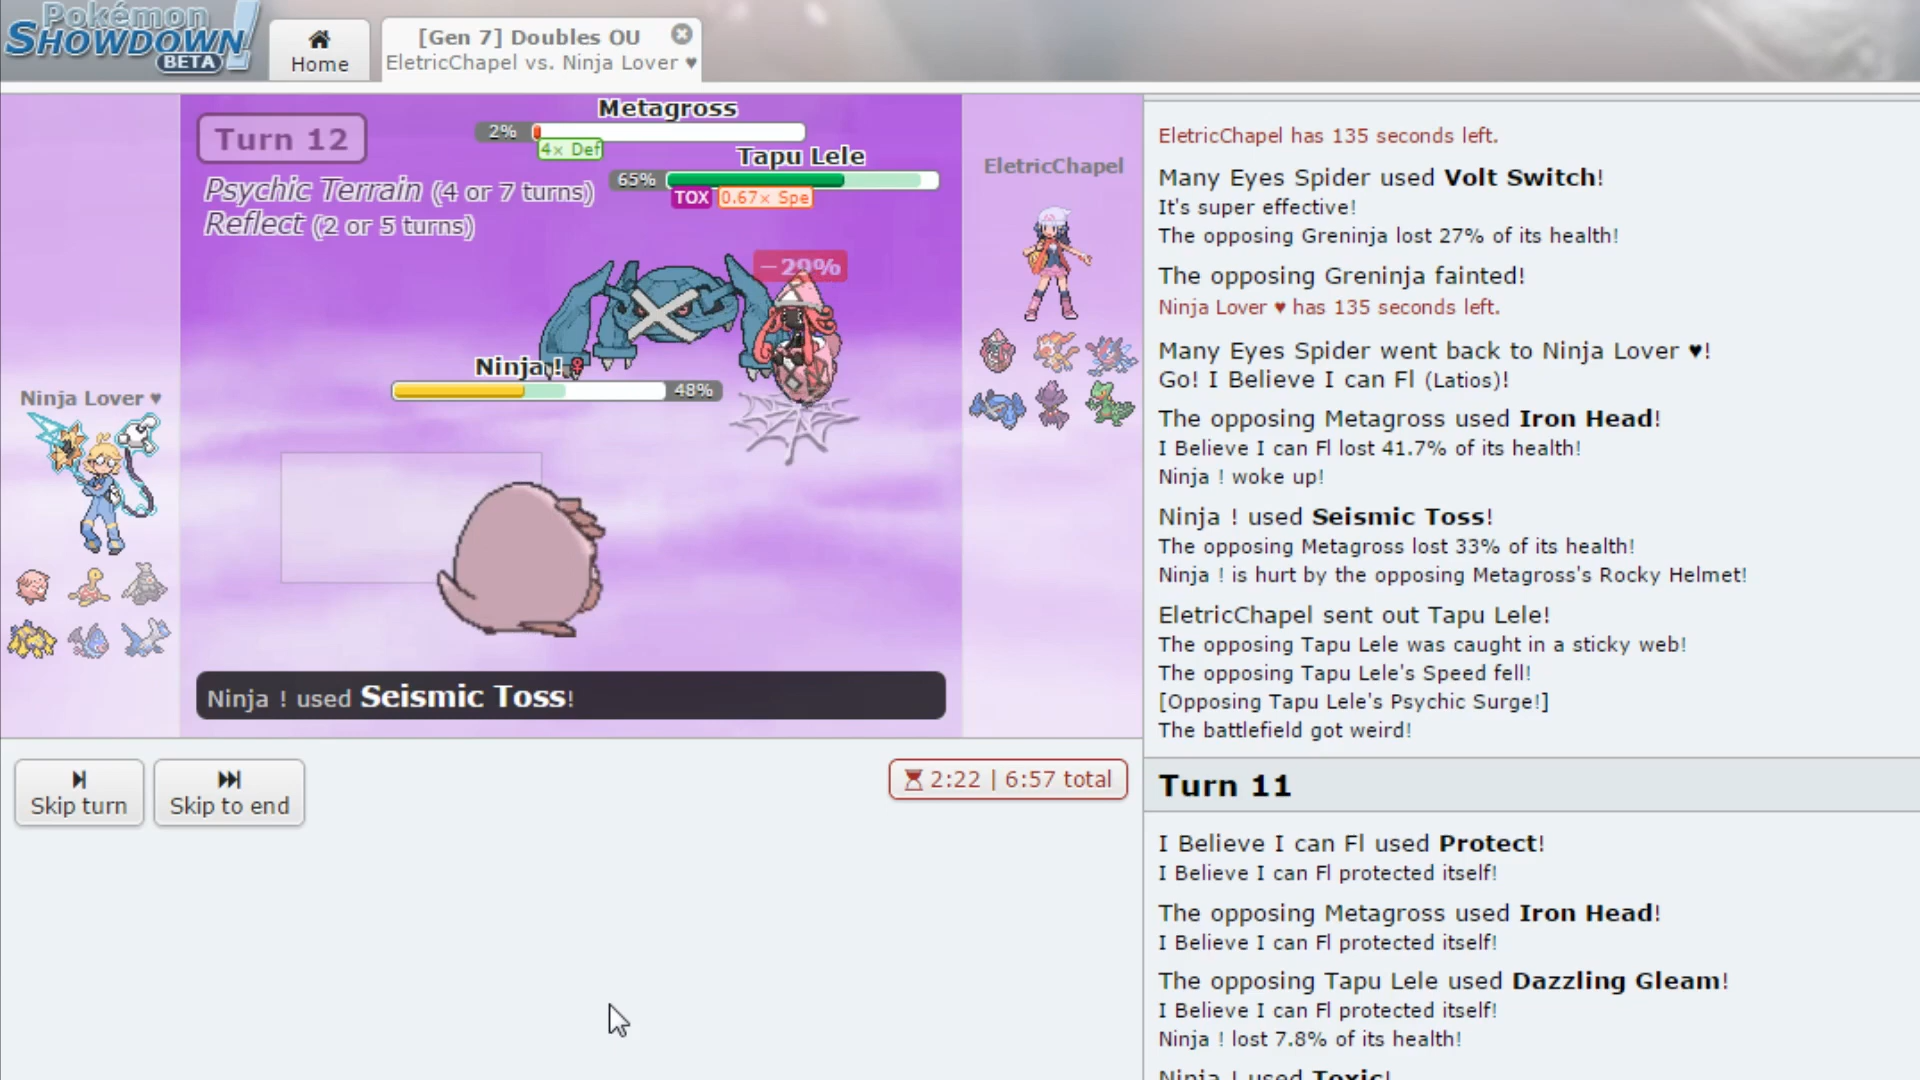 Pokémon
SHOWDOWN!
BETA
Home
[Gen 7] Doubles OU
EletricChapel vs. Ninja Lover ♥
Turn 12
Psychic Terrain (4 or 7 turns)
Reflect (2 or 5 turns)
Metagross
2%
4× Def
Tapu Lele
65%
TOX 0.67× Spe
−29%
Ninja ! ♀
48%
Ninja Lover ♥
EletricChapel
Ninja ! used Seismic Toss!
Skip turn
Skip to end
2:22 | 6:57 total
EletricChapel has 135 seconds left.
Many Eyes Spider used Volt Switch!
It's super effective!
The opposing Greninja lost 27% of its health!
The opposing Greninja fainted!
Ninja Lover ♥ has 135 seconds left.
Many Eyes Spider went back to Ninja Lover ♥!
Go! I Believe I can Fl (Latios)!
The opposing Metagross used Iron Head!
I Believe I can Fl lost 41.7% of its health!
Ninja ! woke up!
Ninja ! used Seismic Toss!
The opposing Metagross lost 33% of its health!
Ninja ! is hurt by the opposing Metagross's Rocky Helmet!
EletricChapel sent out Tapu Lele!
The opposing Tapu Lele was caught in a sticky web!
The opposing Tapu Lele's Speed fell!
[Opposing Tapu Lele's Psychic Surge!]
The battlefield got weird!
Turn 11
I Believe I can Fl used Protect!
I Believe I can Fl protected itself!
The opposing Metagross used Iron Head!
I Believe I can Fl protected itself!
The opposing Tapu Lele used Dazzling Gleam!
I Believe I can Fl protected itself!
Ninja ! lost 7.8% of its health!
Ninja ! used Toxic!